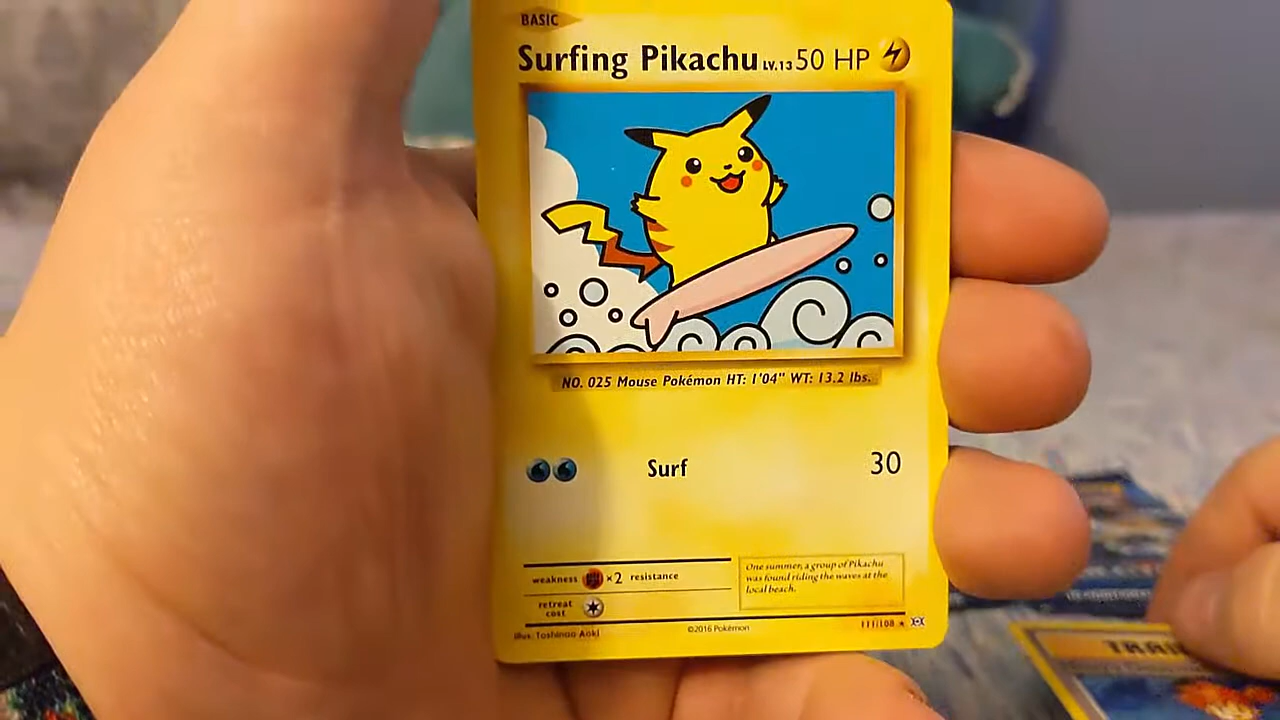 BASIC
Surfing Pikachu LV.13 50 HP
NO. 025 Mouse Pokémon HT: 1'04" WT: 13.2 lbs.
Surf 30
weakness ×2 resistance
retreat cost
One summer, a group of Pikachu
was found riding the waves at the
local beach.
Illus. Toshinao Aoki ©2016 Pokémon 111/108 ★